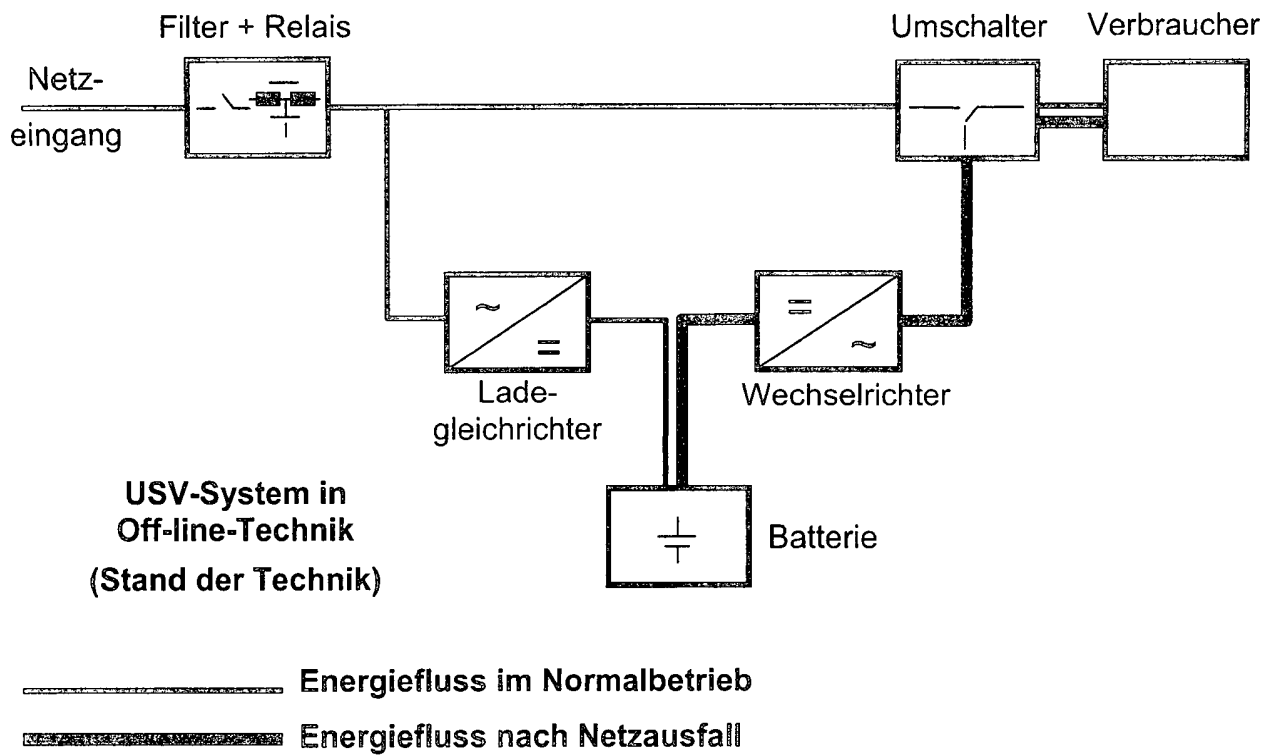 Filter + Relais
Umschalter
Verbraucher
Netz-
eingang
~
=
=
~
Lade-
gleichrichter
Wechselrichter
USV-System in
Off-line-Technik
(Stand der Technik)
Batterie
Energiefluss im Normalbetrieb
Energiefluss nach Netzausfall